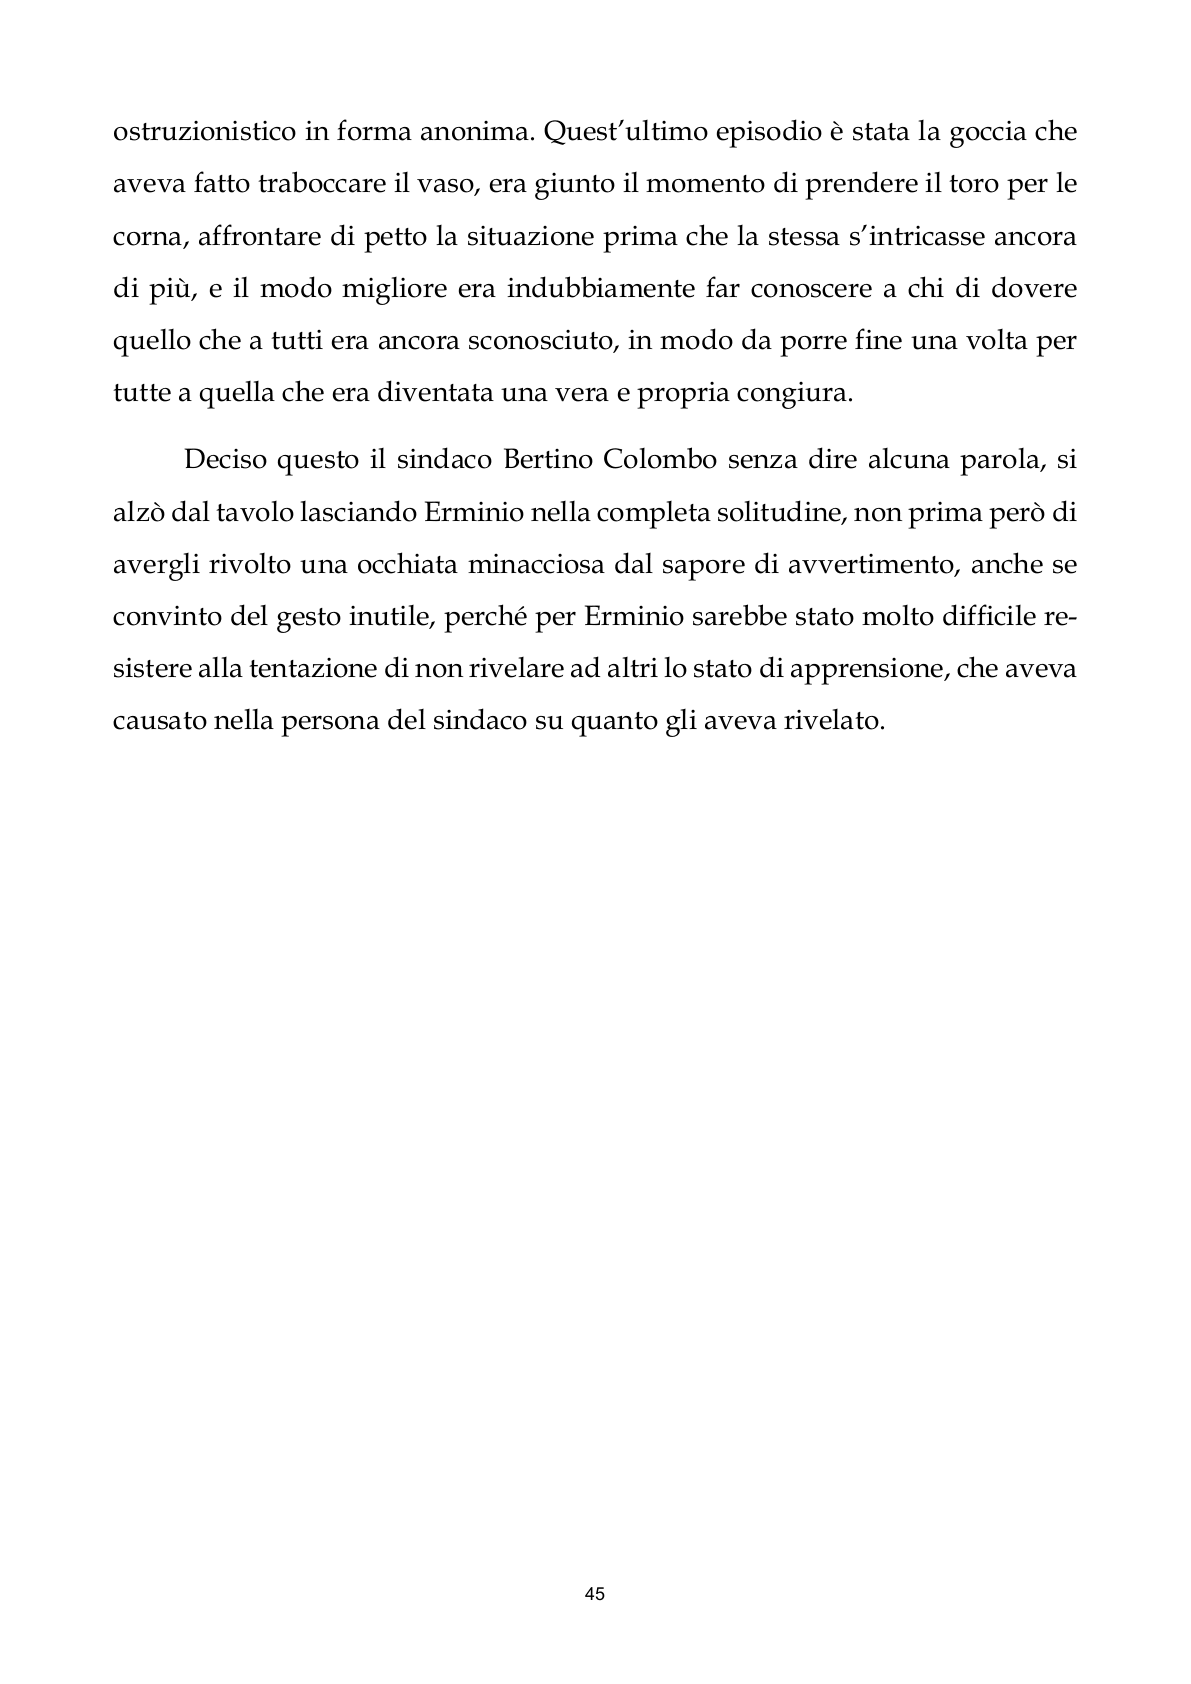 ostruzionistico in forma anonima. Quest’ultimo episodio è stata la goccia che
aveva fatto traboccare il vaso, era giunto il momento di prendere il toro per le
corna, affrontare di petto la situazione prima che la stessa s’intricasse ancora
di più, e il modo migliore era indubbiamente far conoscere a chi di dovere
quello che a tutti era ancora sconosciuto, in modo da porre fine una volta per
tutte a quella che era diventata una vera e propria congiura.
Deciso questo il sindaco Bertino Colombo senza dire alcuna parola, si
alzò dal tavolo lasciando Erminio nella completa solitudine, non prima però di
avergli rivolto una occhiata minacciosa dal sapore di avvertimento, anche se
convinto del gesto inutile, perché per Erminio sarebbe stato molto difficile re-
sistere alla tentazione di non rivelare ad altri lo stato di apprensione, che aveva
causato nella persona del sindaco su quanto gli aveva rivelato.
45